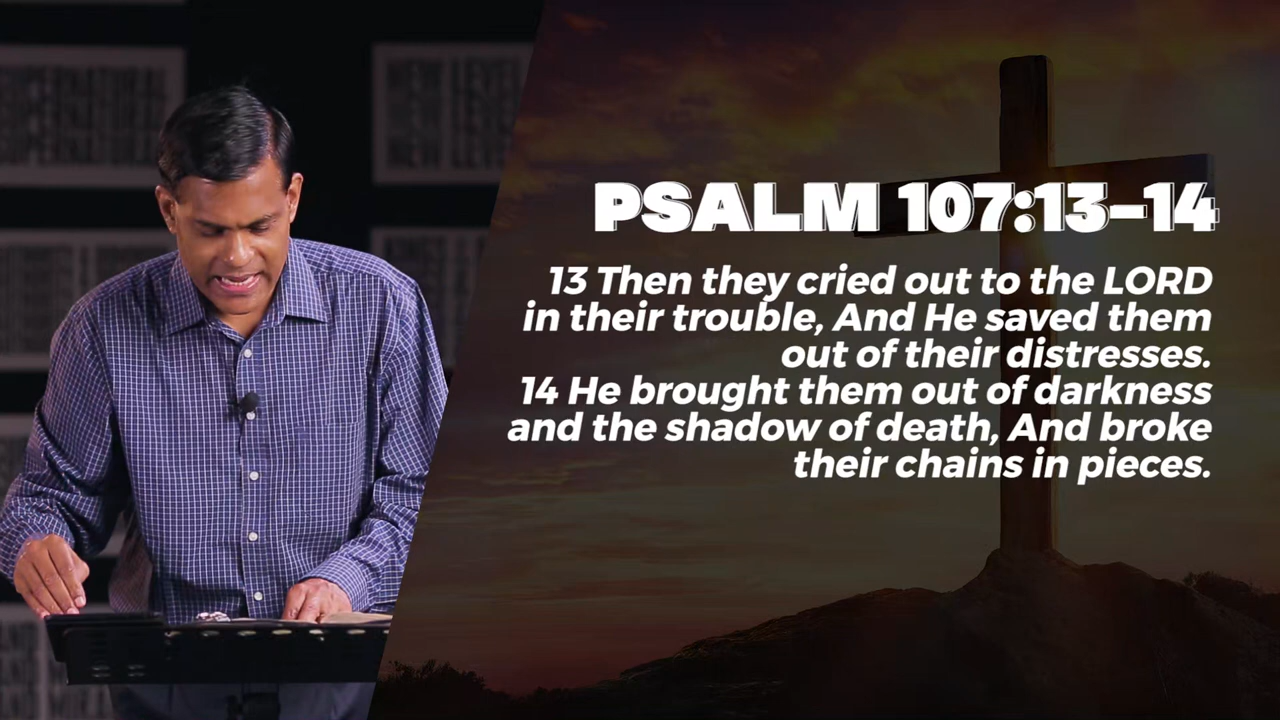 PSALM 107:13-14
13 Then they cried out to the LORD
in their trouble, And He saved them
out of their distresses.
14 He brought them out of darkness
and the shadow of death, And broke
their chains in pieces.